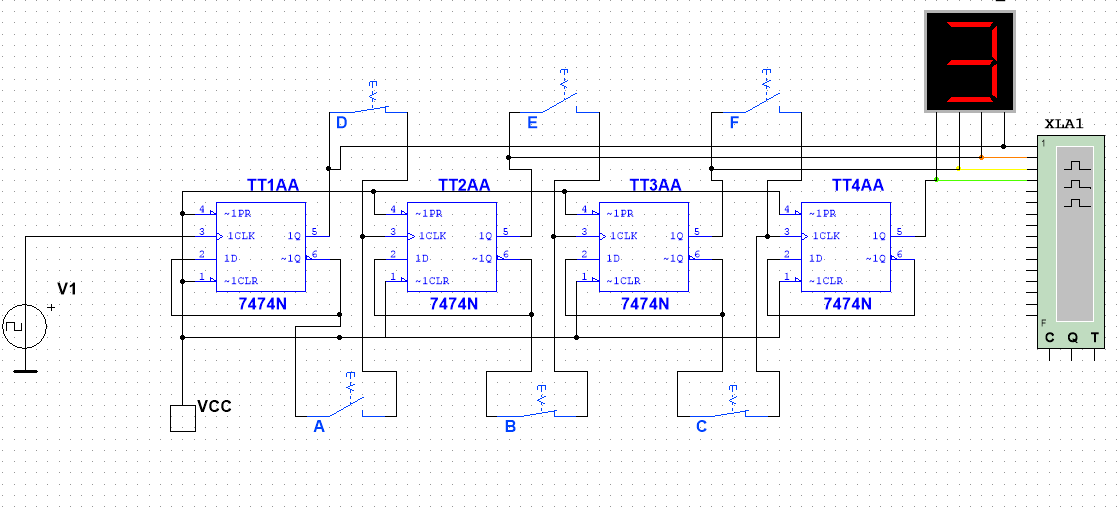 3
XLA1
1
F
C Q T
D
E
F
TT1AA
4 ~1PR
3 1CLK 1Q 5
2 1D ~1Q 6
1 ~1CLR
7474N
TT2AA
4 ~1PR
3 1CLK 1Q 5
2 1D ~1Q 6
1 ~1CLR
7474N
TT3AA
4 ~1PR
3 1CLK 1Q 5
2 1D ~1Q 6
1 ~1CLR
7474N
TT4AA
4 ~1PR
3 1CLK 1Q 5
2 1D ~1Q 6
1 ~1CLR
7474N
V1
+
VCC
A
B
C